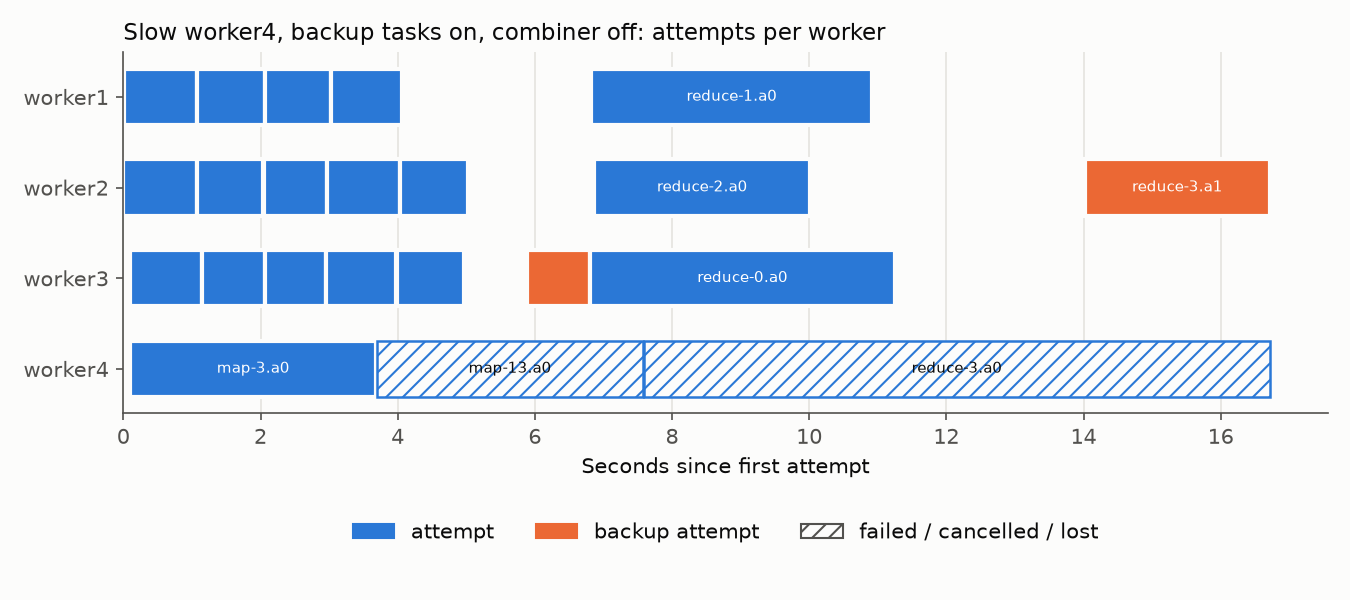 Slow worker4, backup tasks on, combiner off: attempts per worker
worker1
reduce-1.a0
worker2
reduce-2.a0
reduce-3.a1
worker3
reduce-0.a0
worker4
map-3.a0
map-13.a0
reduce-3.a0
0 2 4 6 8 10 12 14 16
Seconds since first attempt
attempt
backup attempt
failed / cancelled / lost